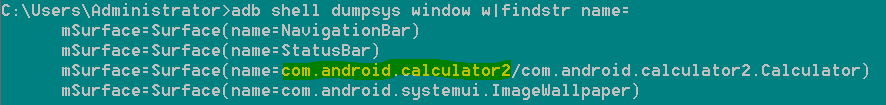 C:\Users\Administrator>adb shell dumpsys window w|findstr name=
mSurface=Surface(name=NavigationBar)
mSurface=Surface(name=StatusBar)
mSurface=Surface(name=com.android.calculator2/com.android.calculator2.Calculator)
mSurface=Surface(name=com.android.systemui.ImageWallpaper)